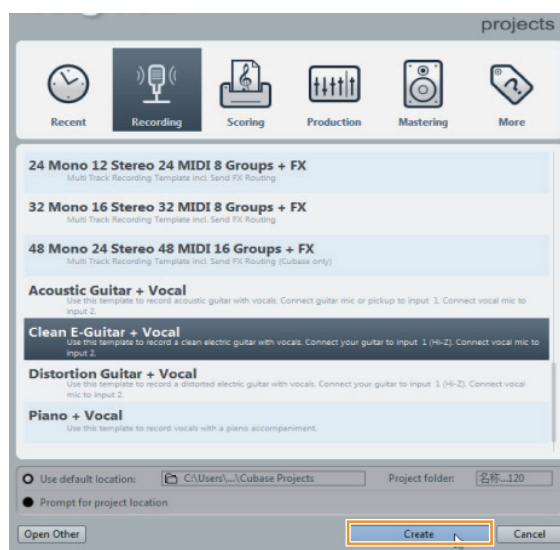 projects
Recent
Recording
Scoring
Production
Mastering
More
24 Mono 12 Stereo 24 MIDI 8 Groups + FX
Multi Track Recording Template incl. Send FX Routing
32 Mono 16 Stereo 32 MIDI 8 Groups + FX
Multi Track Recording Template incl. Send FX Routing
48 Mono 24 Stereo 48 MIDI 16 Groups + FX
Multi Track Recording Template incl. Send FX Routing (Cubase only)
Acoustic Guitar + Vocal
Use this template to record acoustic guitar with vocals. Connect guitar mic or pickup to input 1. Connect vocal mic to
input 2.
Clean E-Guitar + Vocal
Use this template to record a clean electric guitar with vocals. Connect your guitar to input 1 (Hi-Z). Connect vocal mic to
input 2.
Distortion Guitar + Vocal
Use this template to record a distorted electric guitar with vocals. Connect your guitar to input 1 (Hi-Z). Connect vocal
mic to input 2.
Piano + Vocal
Use this template to record vocals with a piano accompaniment.
Use default location: C:\Users\...\Cubase Projects Project folder: 名称...120
Prompt for project location
Open Other Create Cancel